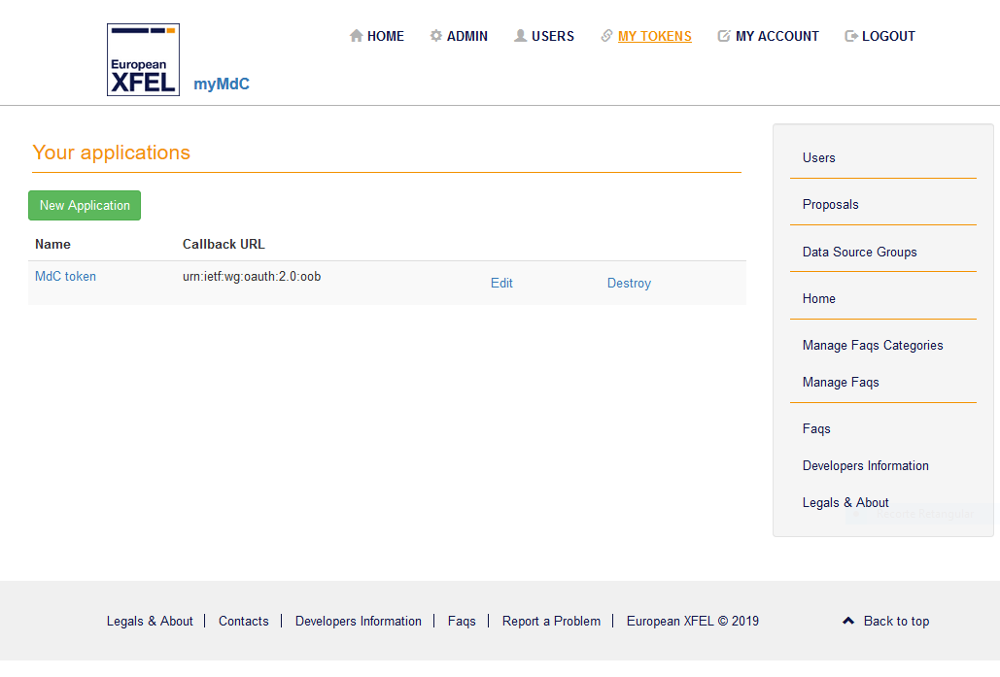 European
XFEL
myMdC
HOME
ADMIN
USERS
MY TOKENS
MY ACCOUNT
LOGOUT
Your applications
New Application
Name Callback URL
MdC token urn:ietf:wg:oauth:2.0:oob Edit Destroy
Users
Proposals
Data Source Groups
Home
Manage Faqs Categories
Manage Faqs
Faqs
Developers Information
Legals & About
Legals & About | Contacts | Developers Information | Faqs | Report a Problem | European XFEL © 2019 Back to top